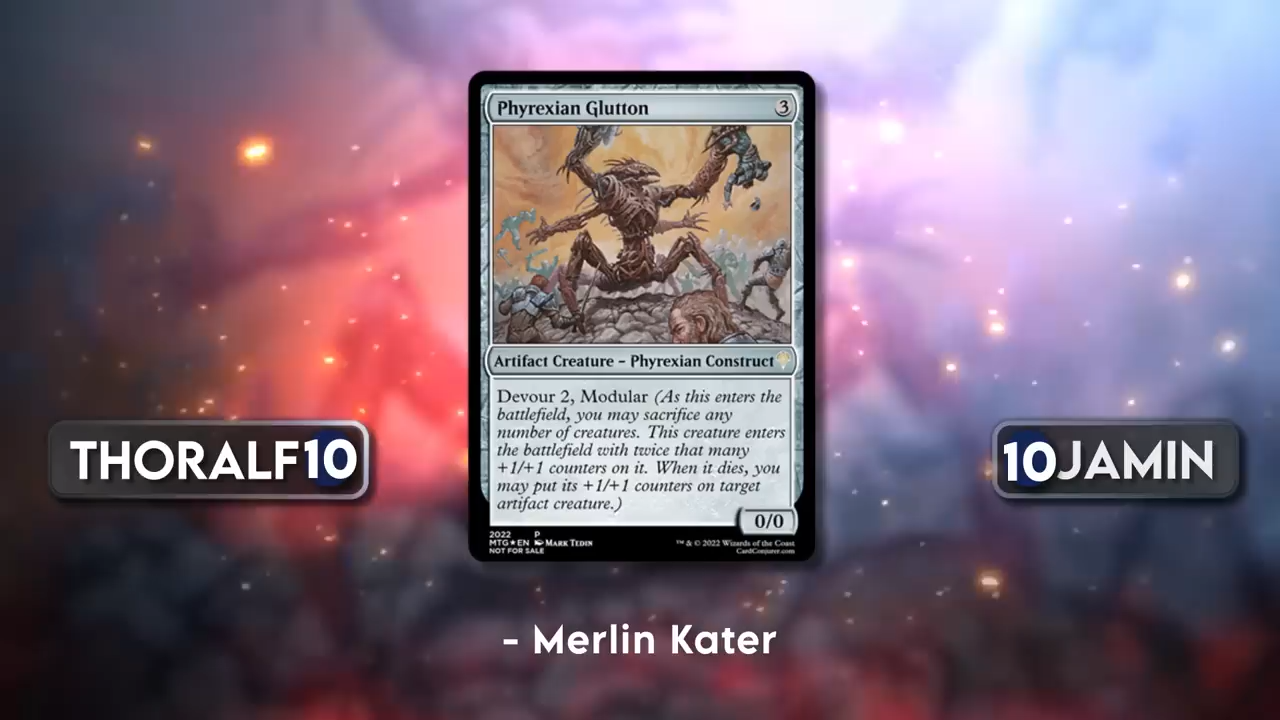 Phyrexian Glutton 3
Artifact Creature – Phyrexian Construct
Devour 2, Modular (As this enters the
battlefield, you may sacrifice any
number of creatures. This creature enters
the battlefield with twice that many
+1/+1 counters on it. When it dies, you
may put its +1/+1 counters on target
artifact creature.)
0/0
2022 P
MTG★EN Mark Tedin
NOT FOR SALE
™ & © 2022 Wizards of the Coast
CardConjurer.com
THORALF10
10JAMIN
- Merlin Kater